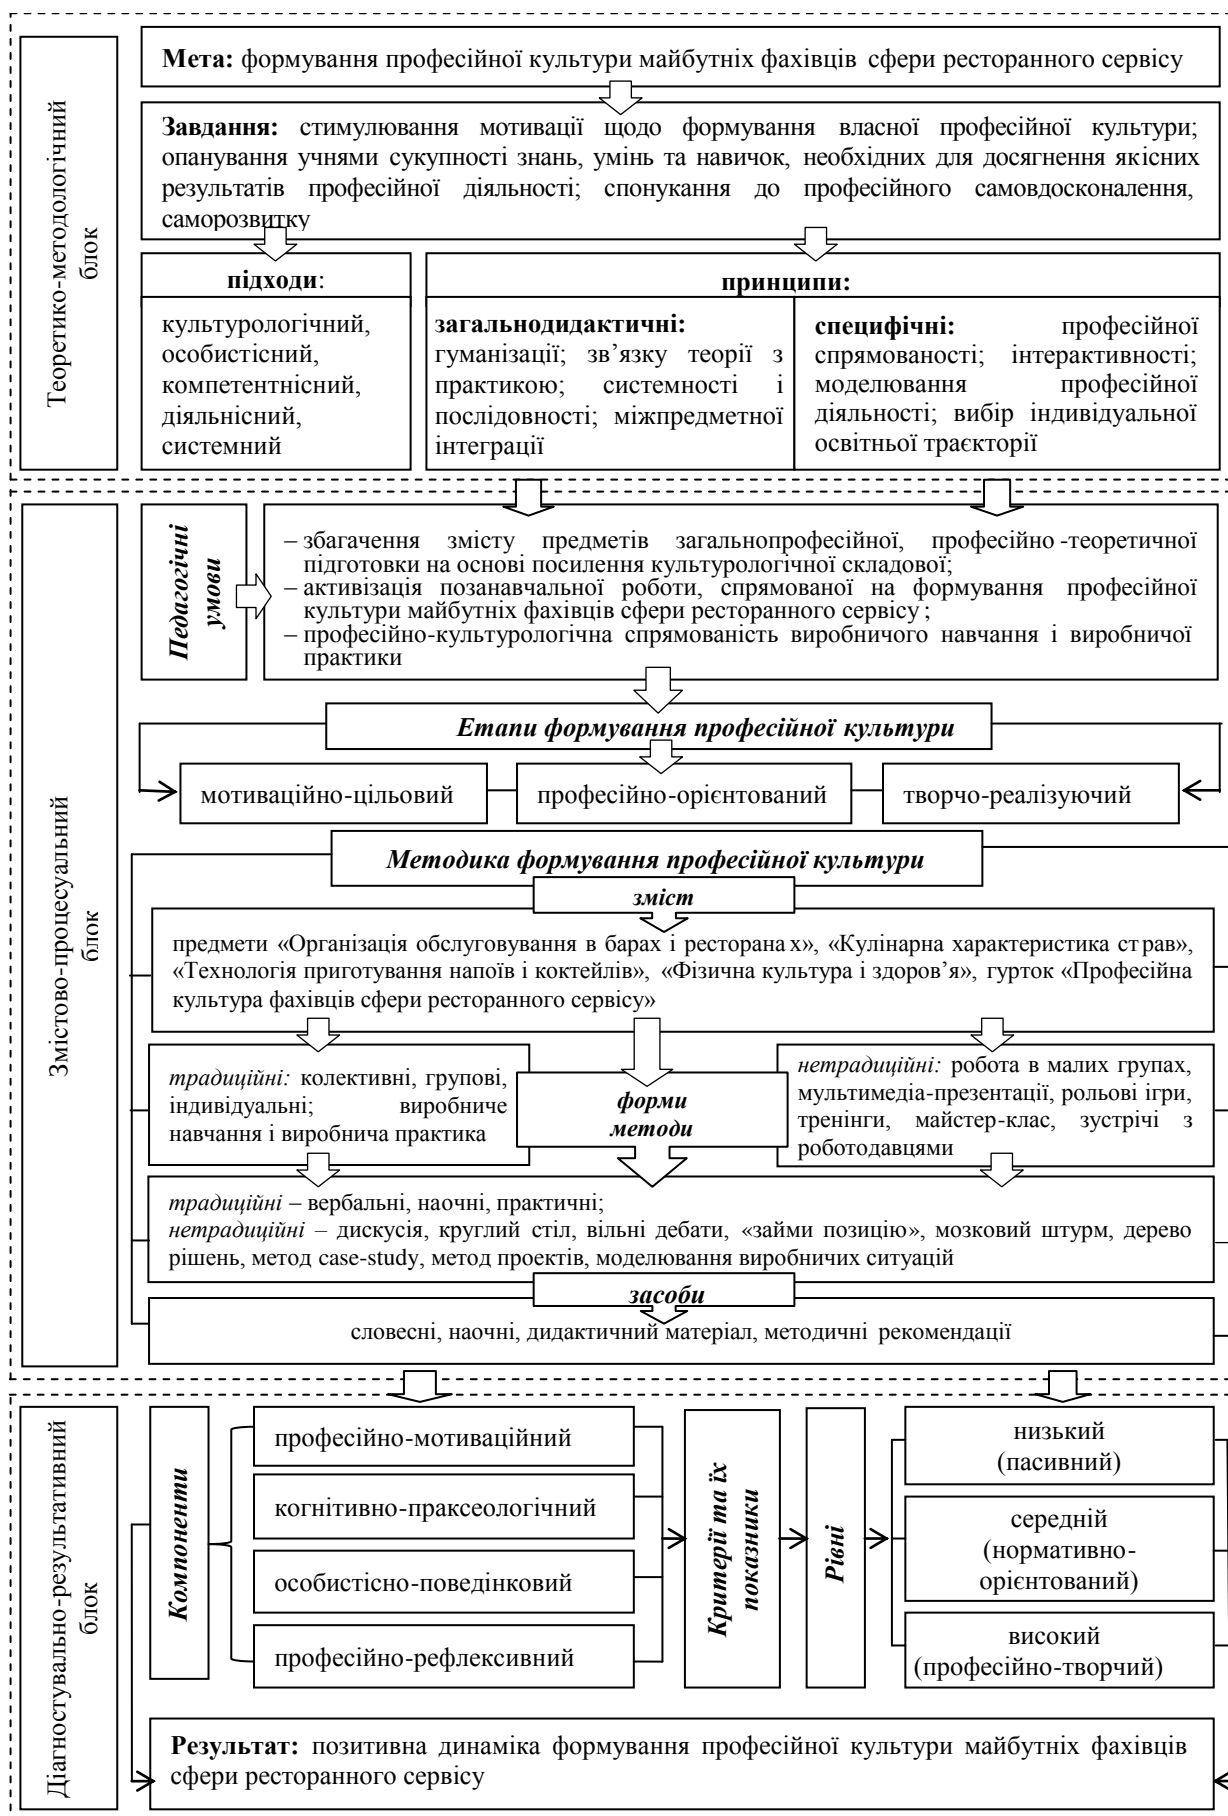 Теоретико-методологічний
блок
Мета: формування професійної культури майбутніх фахівців сфери ресторанного сервісу
Завдання: стимулювання мотивації щодо формування власної професійної культури;
опанування учнями сукупності знань, умінь та навичок, необхідних для досягнення якісних
результатів професійної діяльності; спонукання до професійного самовдосконалення,
саморозвитку
підходи:
культурологічний,
особистісний,
компетентнісний,
діяльнісний,
системний
принципи:
загальнодидактичні:
гуманізації; зв’язку теорії з
практикою; системності і
послідовності; міжпредметної
інтеграції
специфічні: професійної
спрямованості; інтерактивності;
моделювання професійної
діяльності; вибір індивідуальної
освітньої траєкторії
Змістово-процесуальний
блок
Педагогічні
умови
– збагачення змісту предметів загальнопрофесійної, професійно-теоретичної
підготовки на основі посилення культурологічної складової;
– активізація позанавчальної роботи, спрямованої на формування професійної
культури майбутніх фахівців сфери ресторанного сервісу;
– професійно-культурологічна спрямованість виробничого навчання і виробничої
практики
Етапи формування професійної культури
мотиваційно-цільовий
професійно-орієнтований
творчо-реалізуючий
Методика формування професійної культури
зміст
предмети «Організація обслуговування в барах і ресторанах», «Кулінарна характеристика страв»,
«Технологія приготування напоїв і коктейлів», «Фізична культура і здоров’я», гурток «Професійна
культура фахівців сфери ресторанного сервісу»
традиційні: колективні, групові,
індивідуальні; виробниче
навчання і виробнича практика
форми
методи
нетрадиційні: робота в малих групах,
мультимедіа-презентації, рольові ігри,
тренінги, майстер-клас, зустрічі з
роботодавцями
традиційні – вербальні, наочні, практичні;
нетрадиційні – дискусія, круглий стіл, вільні дебати, «займи позицію», мозковий штурм, дерево
рішень, метод case-study, метод проектів, моделювання виробничих ситуацій
засоби
словесні, наочні, дидактичний матеріал, методичні рекомендації
Діагностувально-результативний
блок
Компоненти
професійно-мотиваційний
когнітивно-праксеологічний
особистісно-поведінковий
професійно-рефлексивний
Критерії та їх
показники
Рівні
низький
(пасивний)
середній
(нормативно-
орієнтований)
високий
(професійно-творчий)
Результат: позитивна динаміка формування професійної культури майбутніх фахівців
сфери ресторанного сервісу